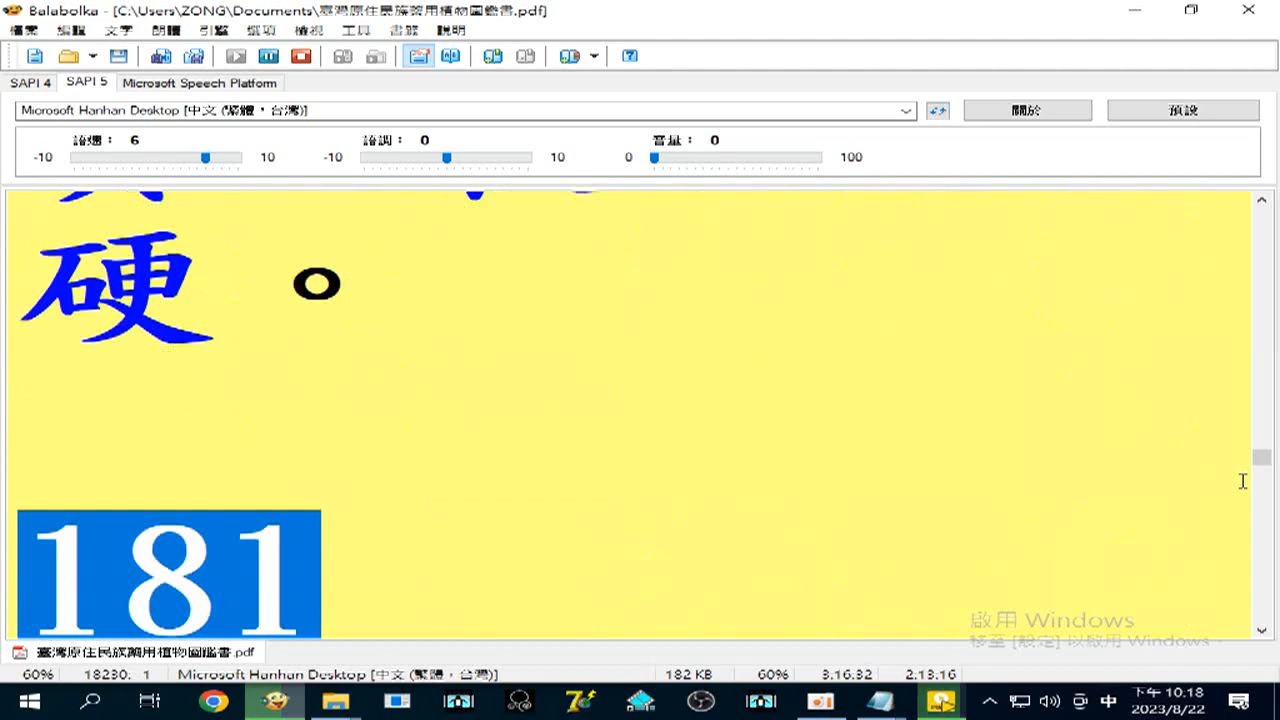 Balabolka - [C:\Users\ZONG\Documents\臺灣原住民族藥用植物圖鑑書.pdf]
檔案 編輯 文字 朗讀 引擎 選項 檢視 工具 書籤 說明
SAPI 4 SAPI 5 Microsoft Speech Platform
Microsoft Hanhan Desktop [中文 (繁體，台灣)] 關於 預設
語速： 6 語調： 0 音量： 0
-10 10 -10 10 0 100
硬 。
181
啟用 Windows
移至 [設定] 以啟用 Windows。
臺灣原住民族藥用植物圖鑑書.pdf
60% 18230: 1 Microsoft Hanhan Desktop [中文 (繁體，台灣)] 182 KB 60% 3:16:32 2:13:16
中 下午 10:18
2023/8/22